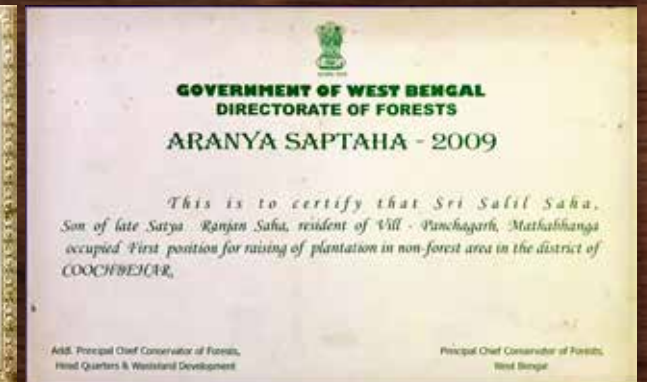 GOVERNMENT OF WEST BENGAL
DIRECTORATE OF FORESTS
ARANYA SAPTAHA - 2009
This is to certify that Sri Salil Saha,
Son of late Satya Ranjan Saha, resident of Vill - Panchagarh, Mathabhanga
occupied First position for raising of plantation in non-forest area in the district of
COOCHBEHAR,
Addl. Principal Chief Conservator of Forests,
Head Quarters & Wasteland Development
Principal Chief Conservator of Forests,
West Bengal